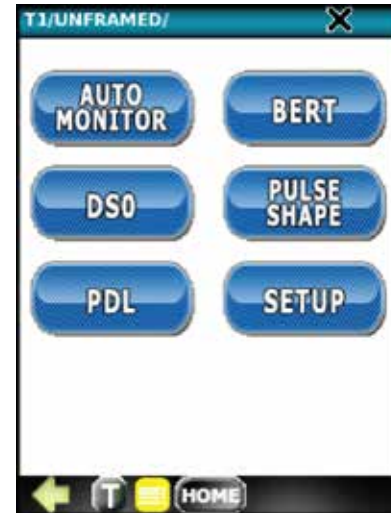 T1/UNFRAMED/
AUTO
MONITOR
BERT
DS0
PULSE
SHAPE
PDL
SETUP
T
HOME